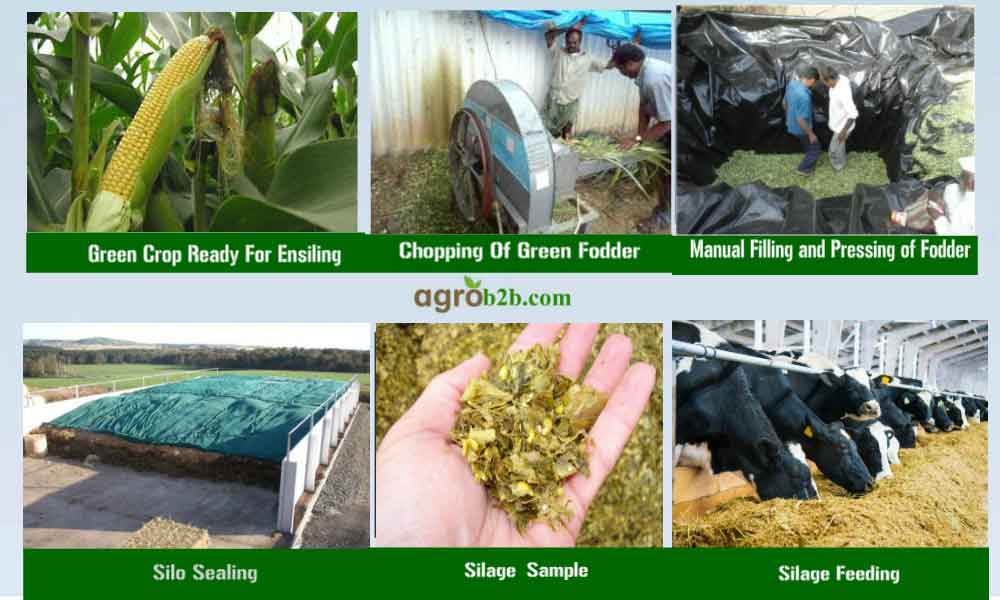 Green Crop Ready For Ensiling
Chopping Of Green Fodder
Manual Filling and Pressing of Fodder
agrob2b.com
Silo Sealing
Silage Sample
Silage Feeding